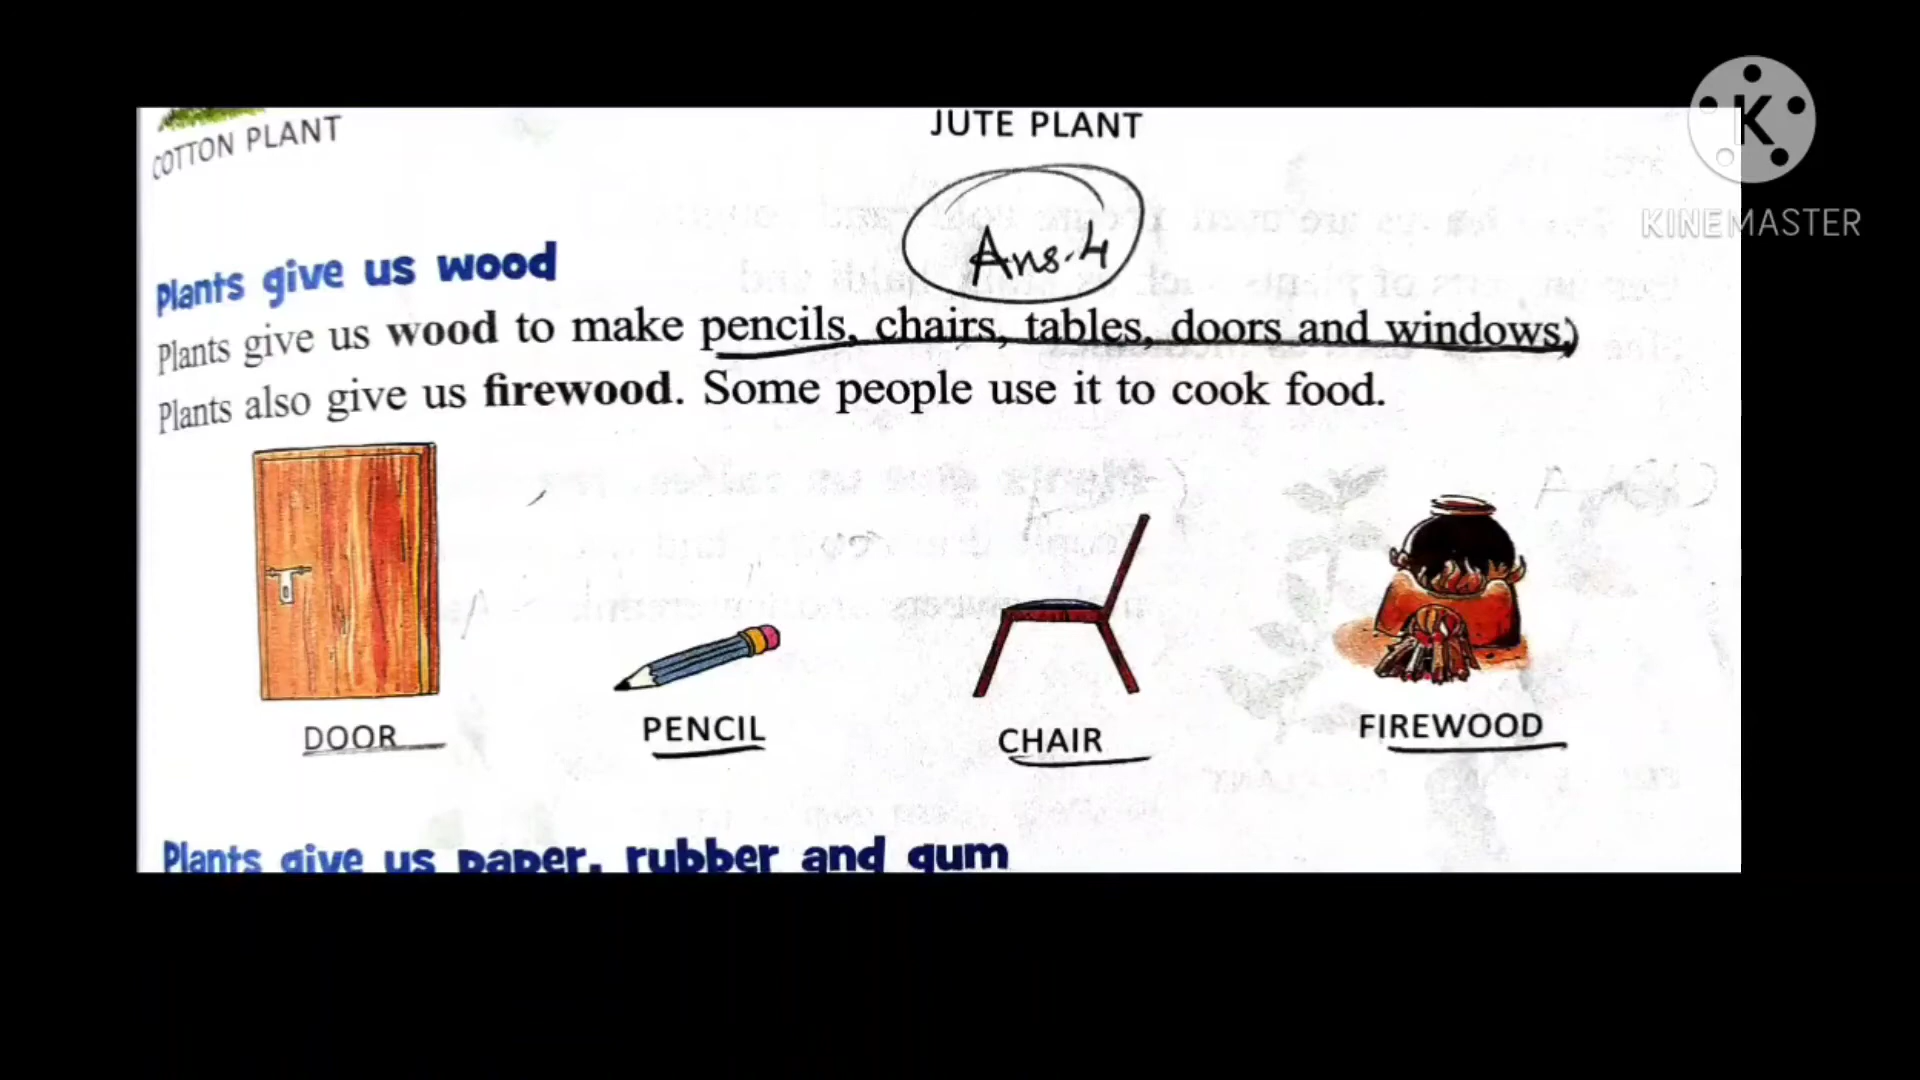 COTTON PLANT
JUTE PLANT
K
KINEMASTER
Ans. 4
Plants give us wood
Plants give us wood to make pencils, chairs, tables, doors and windows.
Plants also give us firewood. Some people use it to cook food.
DOOR
PENCIL
CHAIR
FIREWOOD
Plants give us paper, rubber and gum